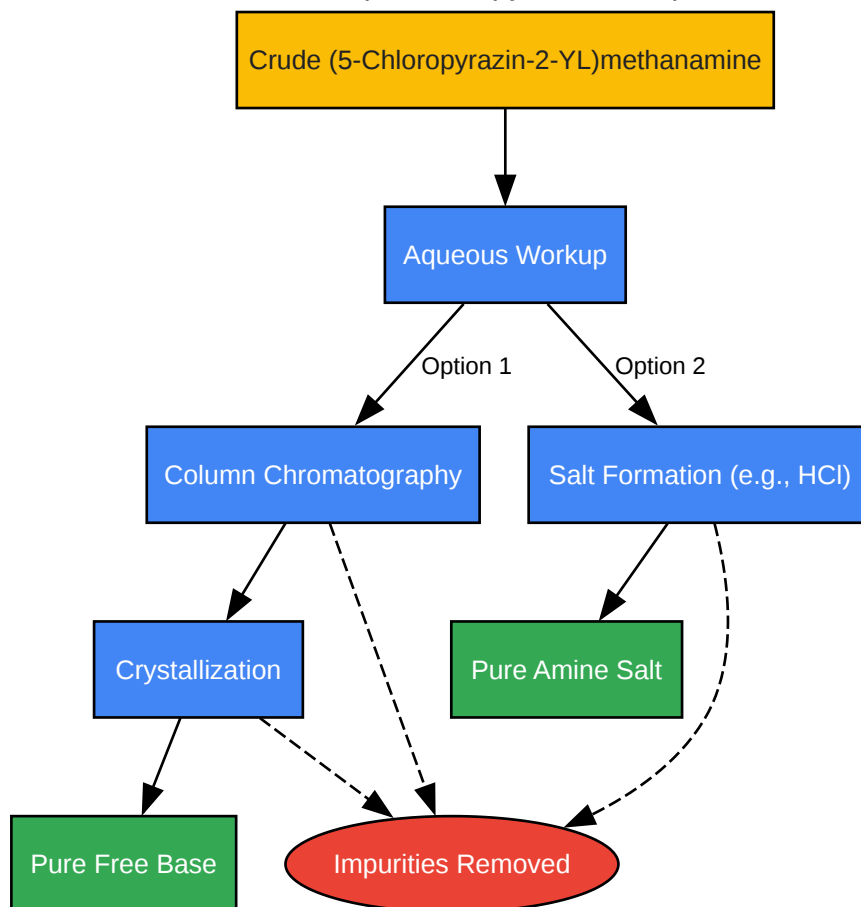 Crude (5-Chloropyrazin-2-YL)methanamine
Aqueous Workup
Option 1
Option 2
Column Chromatography
Salt Formation (e.g., HCl)
Crystallization
Pure Amine Salt
Pure Free Base
Impurities Removed